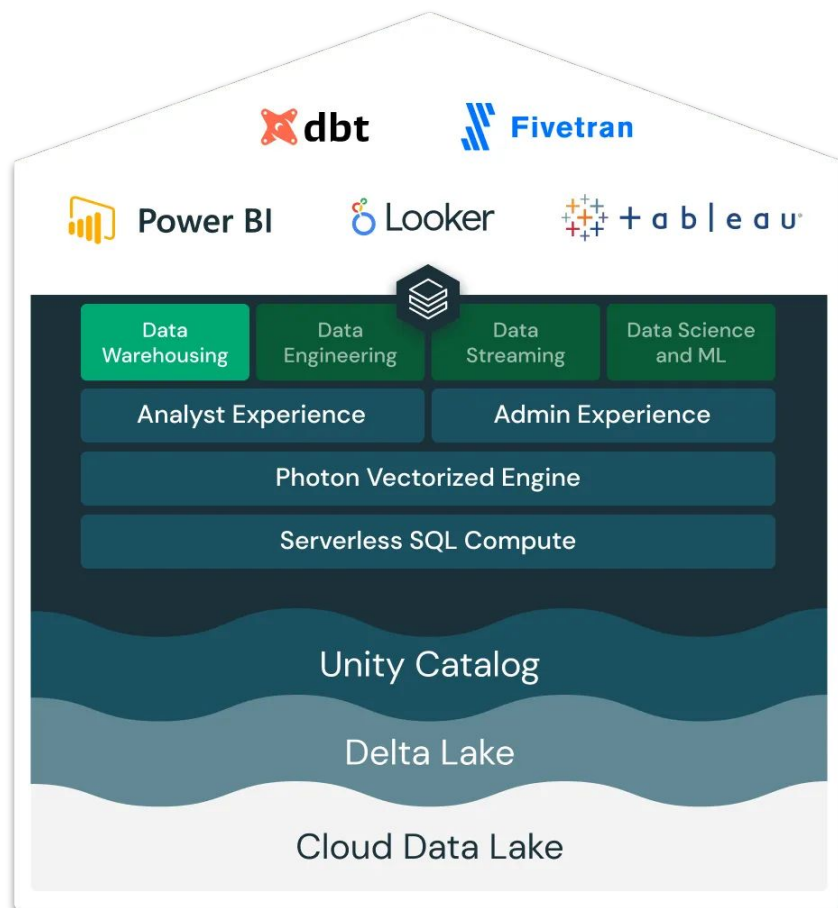 dbt
Fivetran
Power BI
Looker
+ a b l e a u
Data
Warehousing
Data
Engineering
Data
Streaming
Data Science
and ML
Analyst Experience
Admin Experience
Photon Vectorized Engine
Serverless SQL Compute
Unity Catalog
Delta Lake
Cloud Data Lake